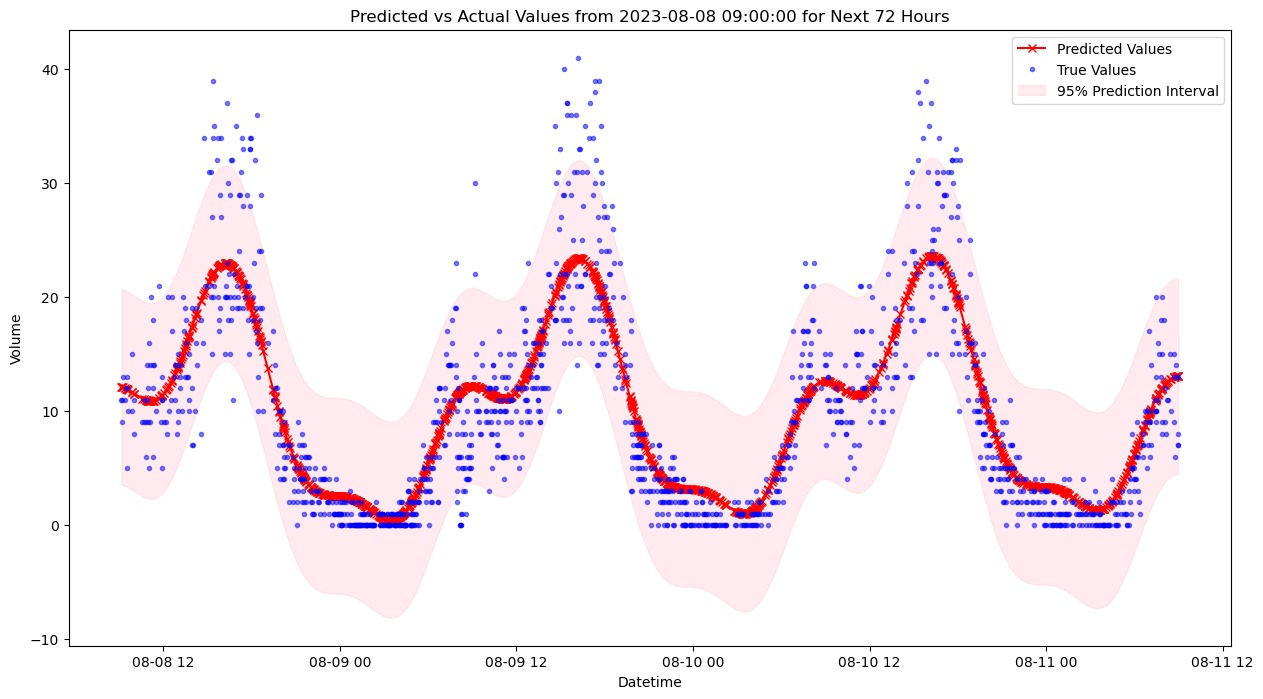 Predicted vs Actual Values from 2023-08-08 09:00:00 for Next 72 Hours
Predicted Values
True Values
95% Prediction Interval
40
30
20
10
0
−10
Volume
08-08 12
08-09 00
08-09 12
08-10 00
08-10 12
08-11 00
08-11 12
Datetime